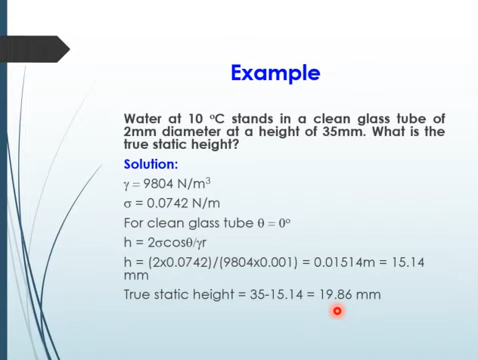 Example
Water at 10 °C stands in a clean glass tube of
2mm diameter at a height of 35mm. What is the
true static height?
Solution:
γ = 9804 N/m³
σ = 0.0742 N/m
For clean glass tube θ = 0°
h = 2σcosθ/γr
h = (2x0.0742)/(9804x0.001) = 0.01514m = 15.14
mm
True static height = 35-15.14 = 19.86 mm